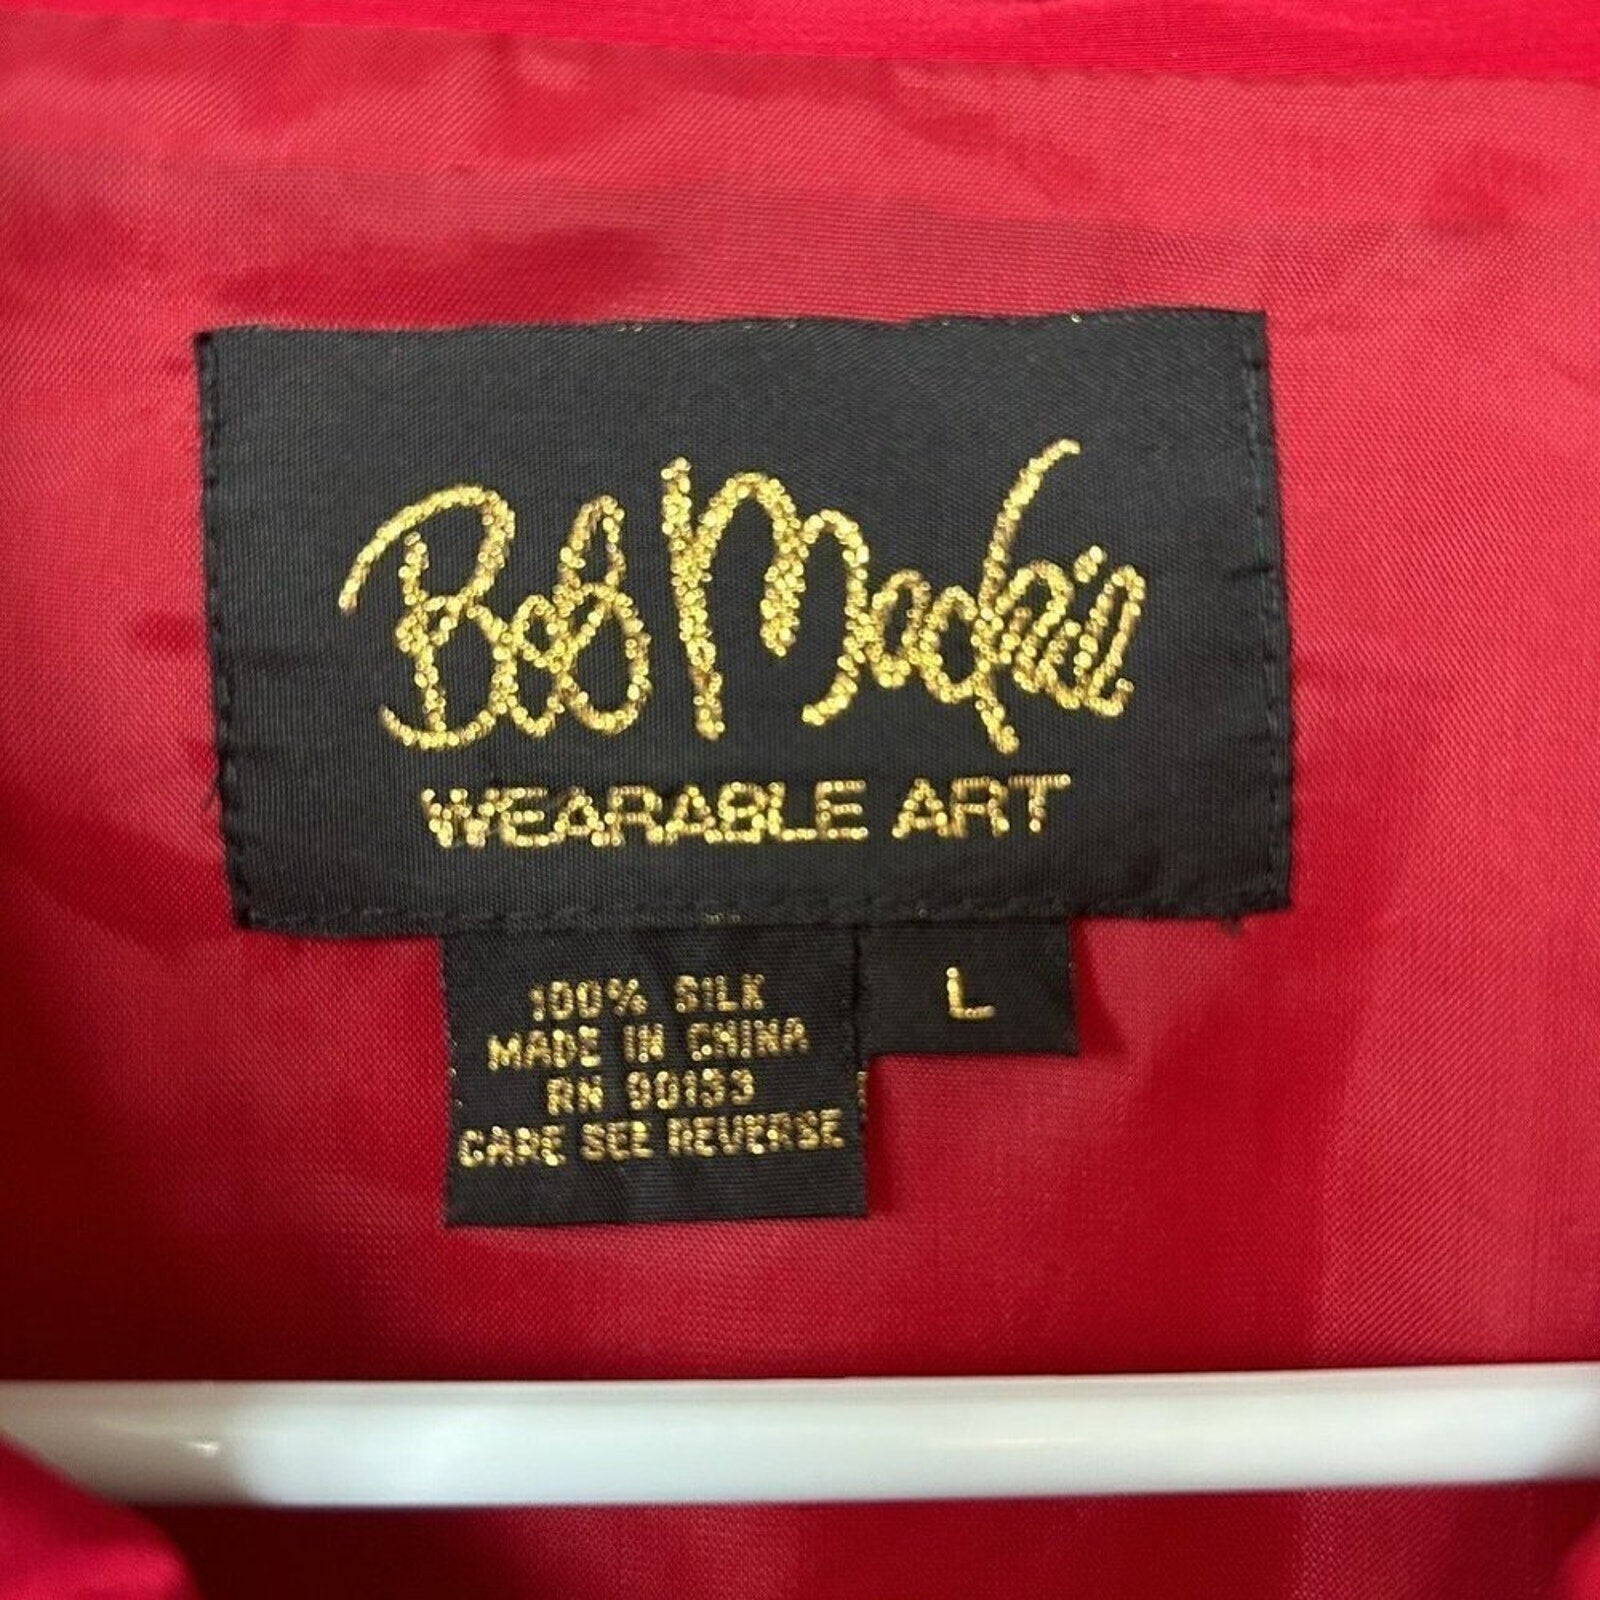 Bob Mackie's
WEARABLE ART
100% SILK
MADE IN CHINA
RN 90133
CARE SEE REVERSE
L